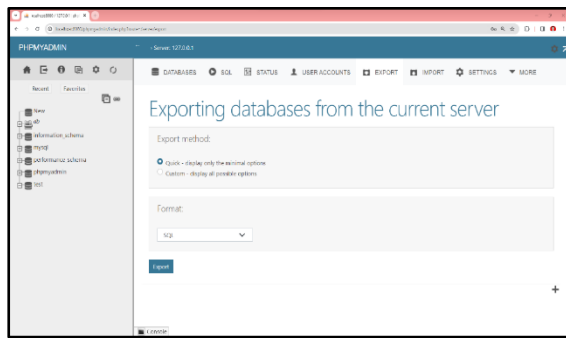 PHPMYADMIN
Server: 127.0.0.1
DATABASES SQL STATUS USER ACCOUNTS EXPORT IMPORT SETTINGS MORE
Recent Favorites
New
information_schema
mysql
performance_schema
phpmyadmin
test
Exporting databases from the current server
Export method:
Quick - display only the minimal options
Custom - display all possible options
Format:
SQL
Export
Console